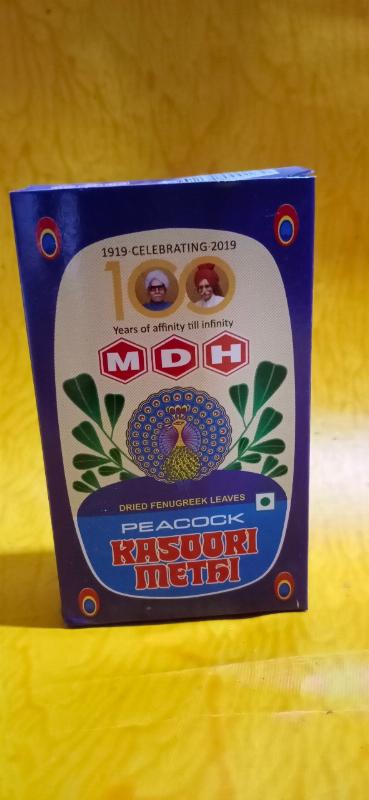 1919-CELEBRATING-2019
100
Years of affinity till infinity
MDH
DRIED FENUGREEK LEAVES
PEACOCK
KASOORI
METHI